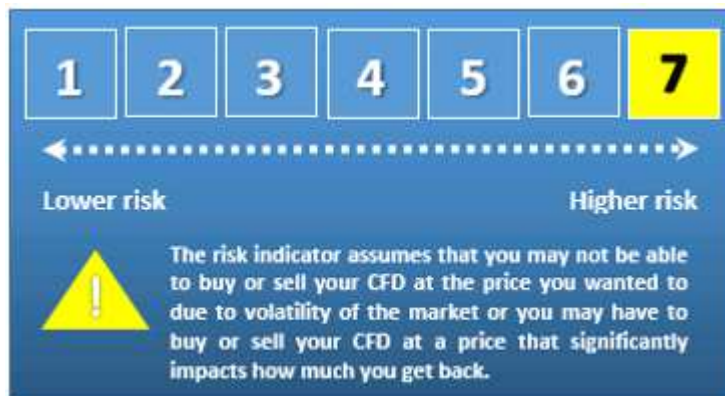 1 2 3 4 5 6 7
Lower risk Higher risk
!
The risk indicator assumes that you may not be able
to buy or sell your CFD at the price you wanted to
due to volatility of the market or you may have to
buy or sell your CFD at a price that significantly
impacts how much you get back.